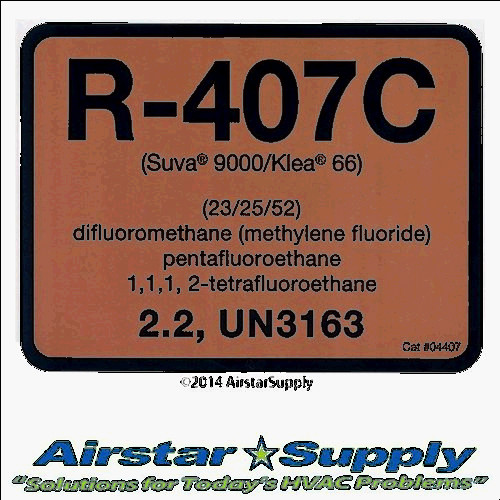 R-407C
(Suva® 9000/Klea® 66)
(23/25/52)
difluoromethane (methylene fluoride)
pentafluoroethane
1,1,1, 2-tetrafluoroethane
2.2, UN3163
Cat #04407
©2014 AirstarSupply
Airstar Supply
"Solutions for Today's HVAC Problems"